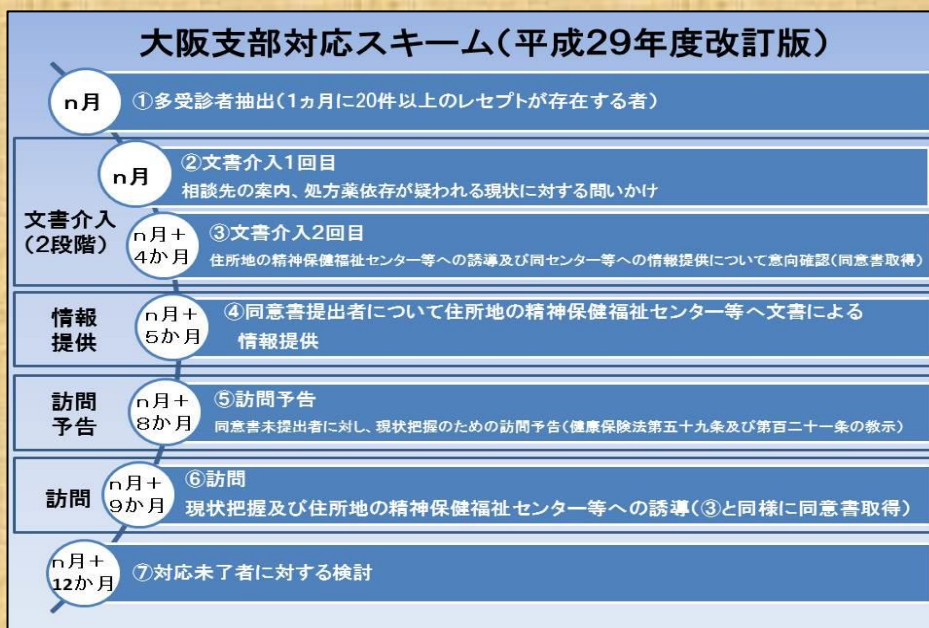 大阪支部対応スキーム(平成29年度改訂版)
n月
①多受診者抽出(1ヵ月に20件以上のレセプトが存在する者)
文書介入
(2段階)
n月
②文書介入1回目
相談先の案内、処方薬依存が疑われる現状に対する問いかけ
n月+
4か月
③文書介入2回目
住所地の精神保健福祉センター等への誘導及び同センター等への情報提供について意向確認(同意書取得)
情報
提供
n月+
5か月
④同意書提出者について住所地の精神保健福祉センター等へ文書による
情報提供
訪問
予告
n月+
8か月
⑤訪問予告
同意書未提出者に対し、現状把握のための訪問予告(健康保険法第五十九条及び第百二十一条の教示)
訪問
n月+
9か月
⑥訪問
現状把握及び住所地の精神保健福祉センター等への誘導(③と同様に同意書取得)
n月+
12か月
⑦対応未了者に対する検討